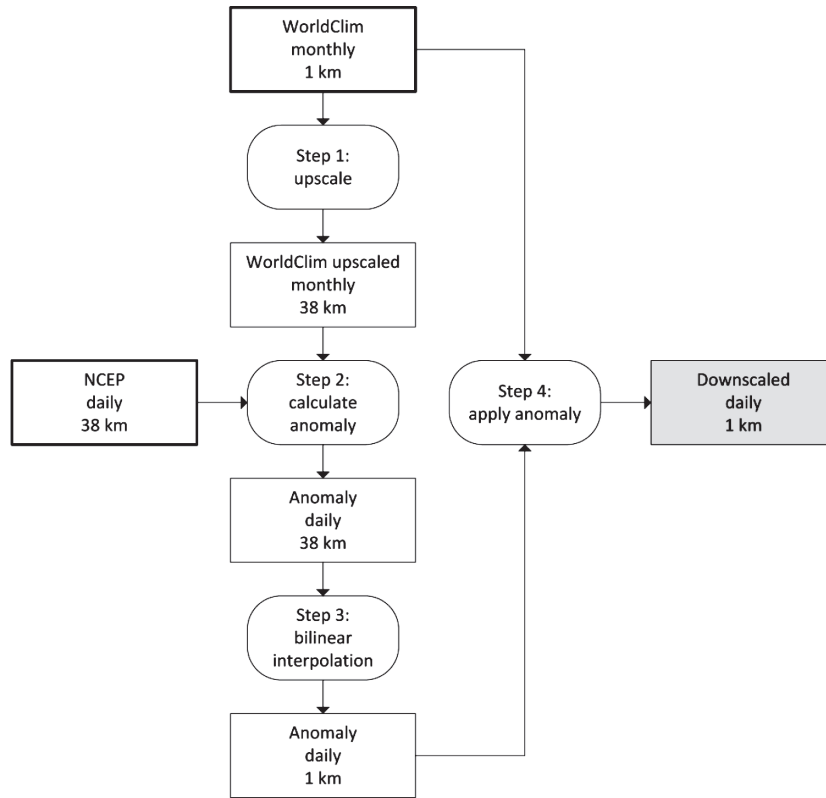 WorldClim
monthly
1 km
Step 1:
upscale
WorldClim upscaled
monthly
38 km
NCEP
daily
38 km
Step 2:
calculate
anomaly
Step 4:
apply anomaly
Downscaled
daily
1 km
Anomaly
daily
38 km
Step 3:
bilinear
interpolation
Anomaly
daily
1 km